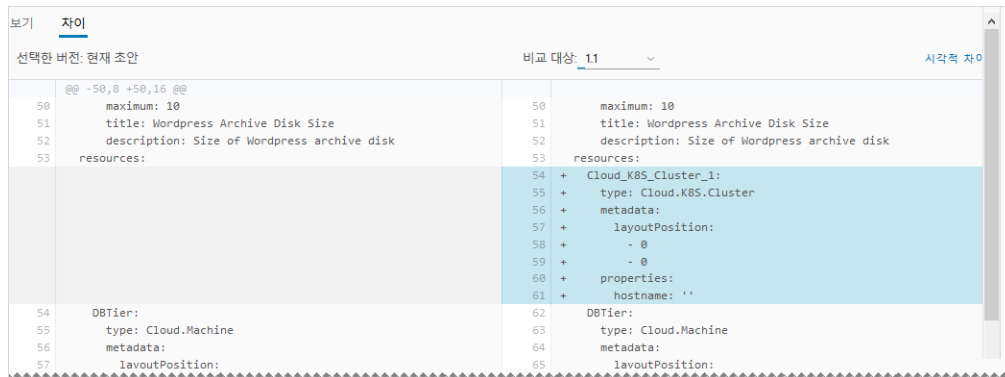 보기 차이
선택한 버전: 현재 초안 비교 대상: 1.1 시각적 차이
@@ -50,8 +50,16 @@
50 maximum: 10
51 title: Wordpress Archive Disk Size
52 description: Size of Wordpress archive disk
53 resources:
54 DBTier:
55 type: Cloud.Machine
56 metadata:
57 layoutPosition:
50 maximum: 10
51 title: Wordpress Archive Disk Size
52 description: Size of Wordpress archive disk
53 resources:
54 + Cloud_K8S_Cluster_1:
55 + type: Cloud.K8S.Cluster
56 + metadata:
57 + layoutPosition:
58 + - 0
59 + - 0
60 + properties:
61 + hostname: ''
62 DBTier:
63 type: Cloud.Machine
64 metadata:
65 layoutPosition: